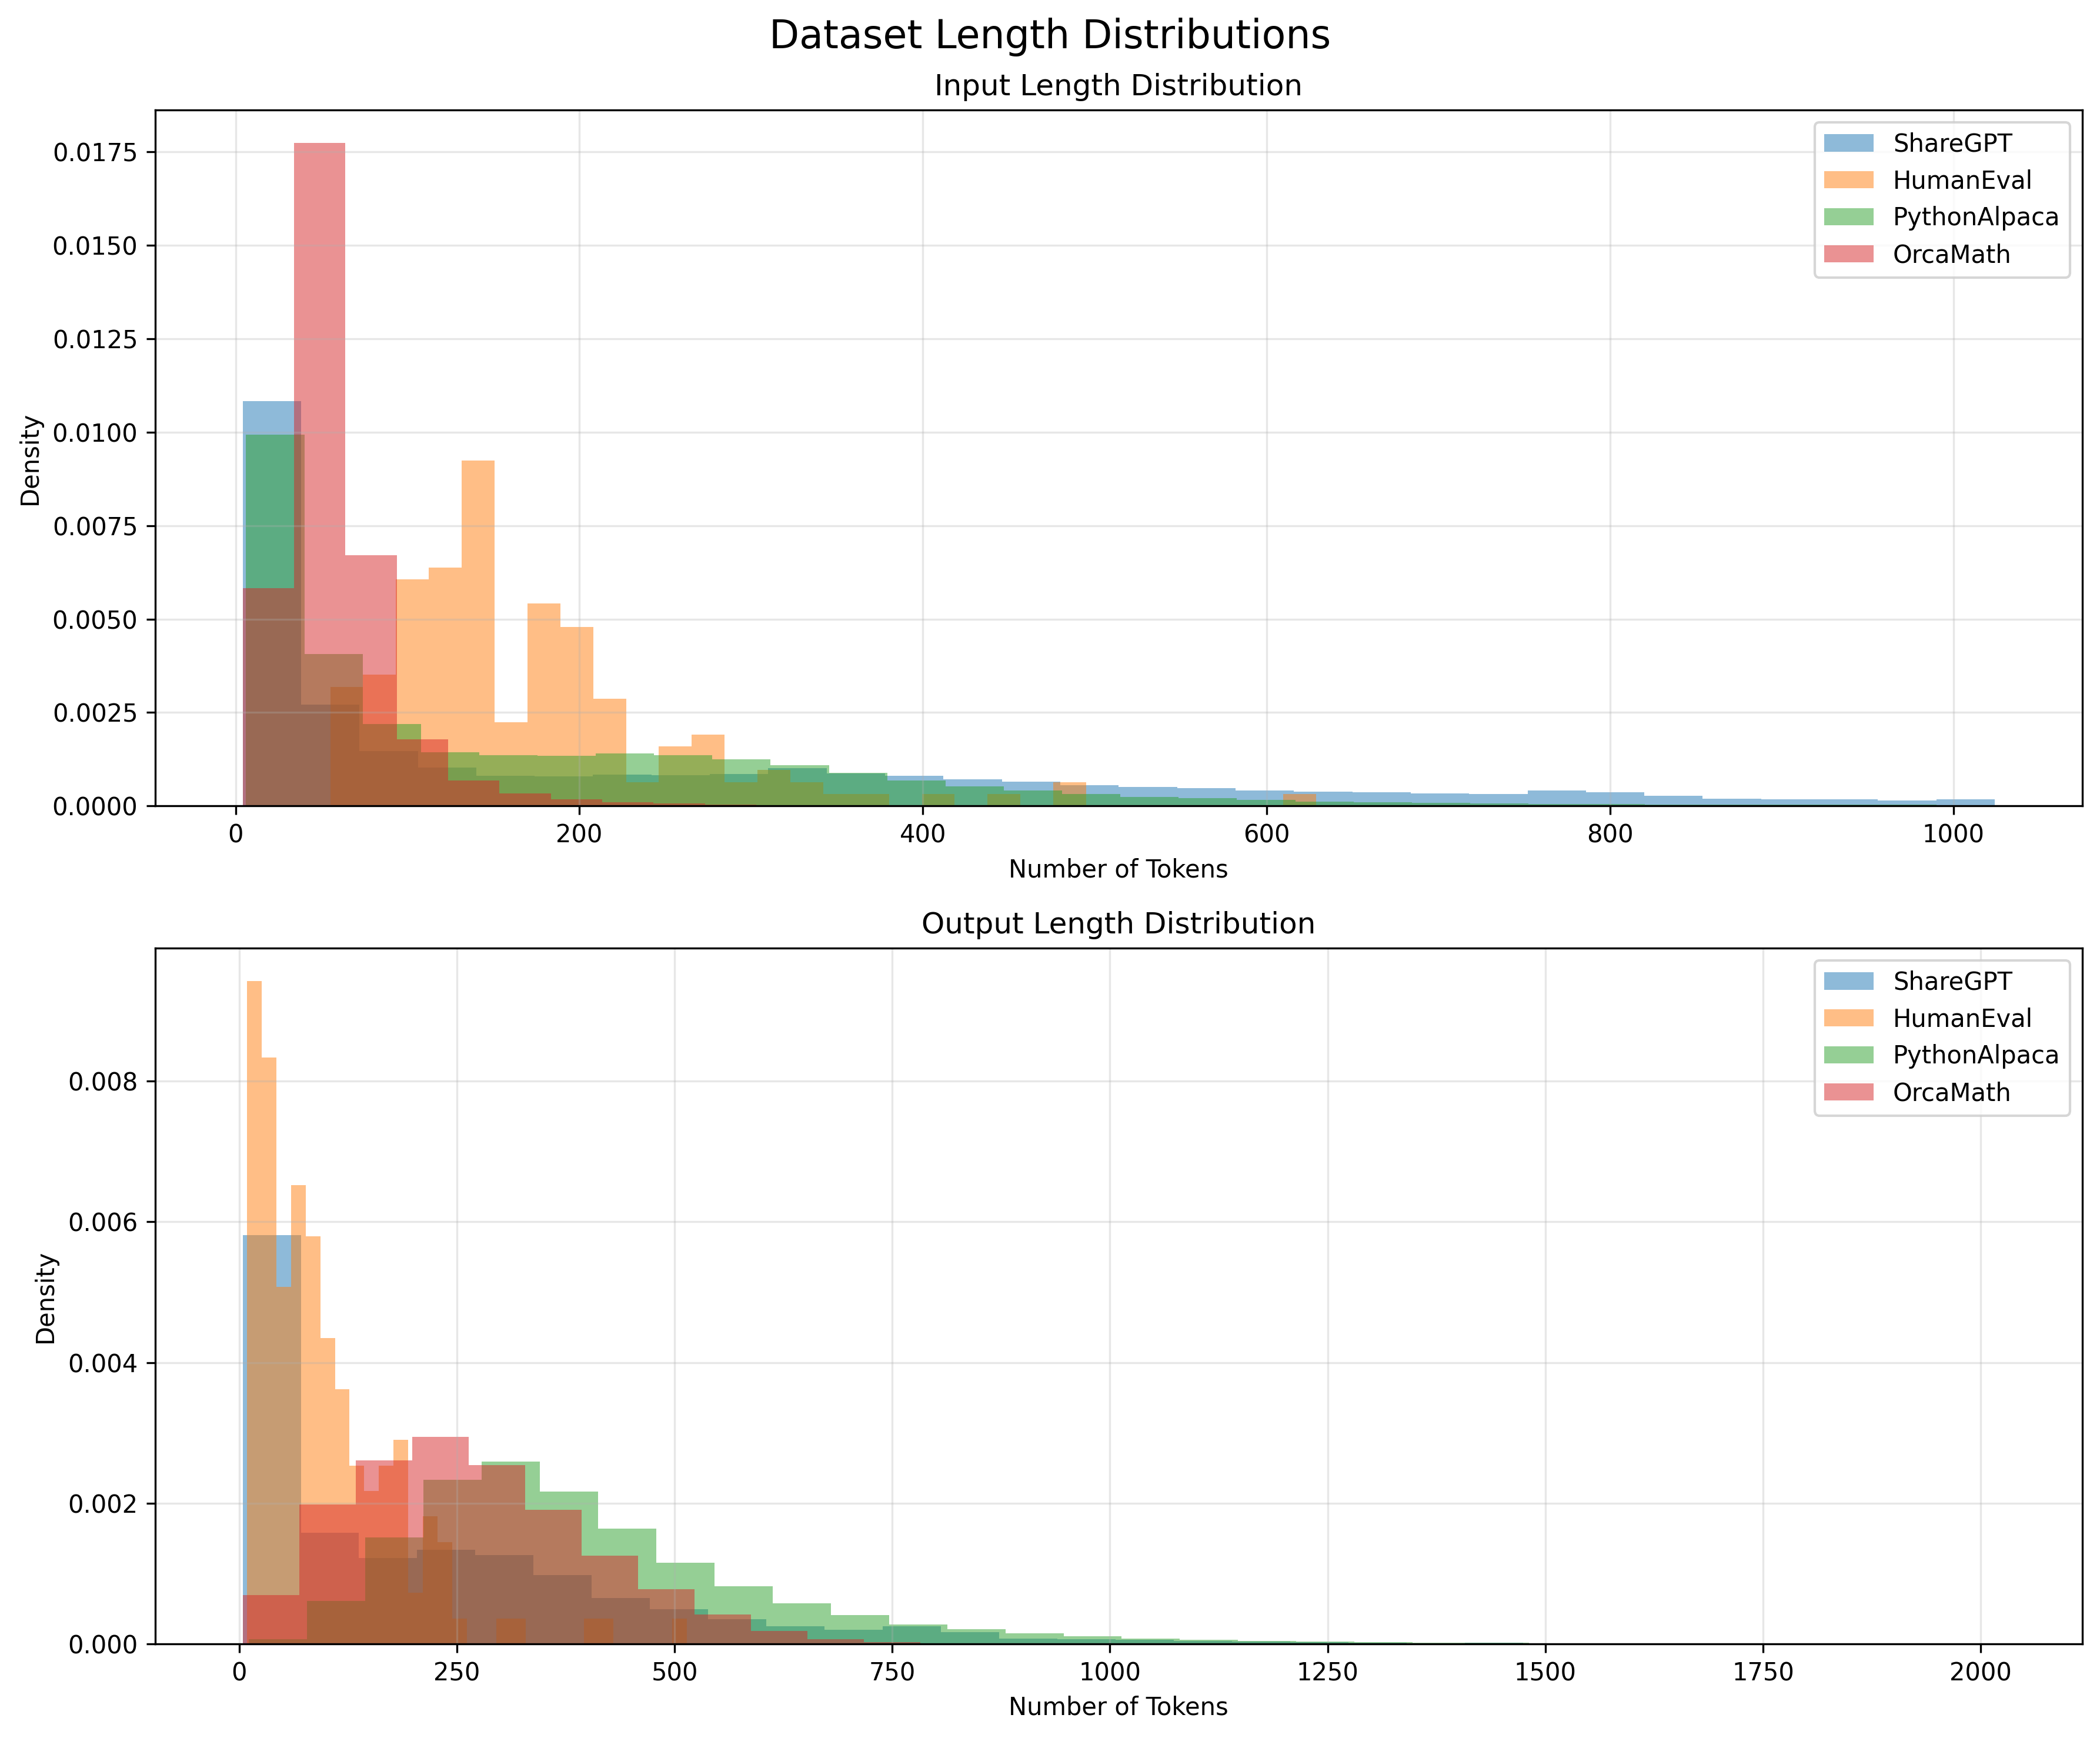 Dataset Length Distributions
Input Length Distribution
0.0175
0.0150
0.0125
0.0100
0.0075
0.0050
0.0025
0.0000
Density
ShareGPT
HumanEval
PythonAlpaca
OrcaMath
0 200 400 600 800 1000
Number of Tokens
Output Length Distribution
0.008
0.006
0.004
0.002
0.000
Density
ShareGPT
HumanEval
PythonAlpaca
OrcaMath
0 250 500 750 1000 1250 1500 1750 2000
Number of Tokens